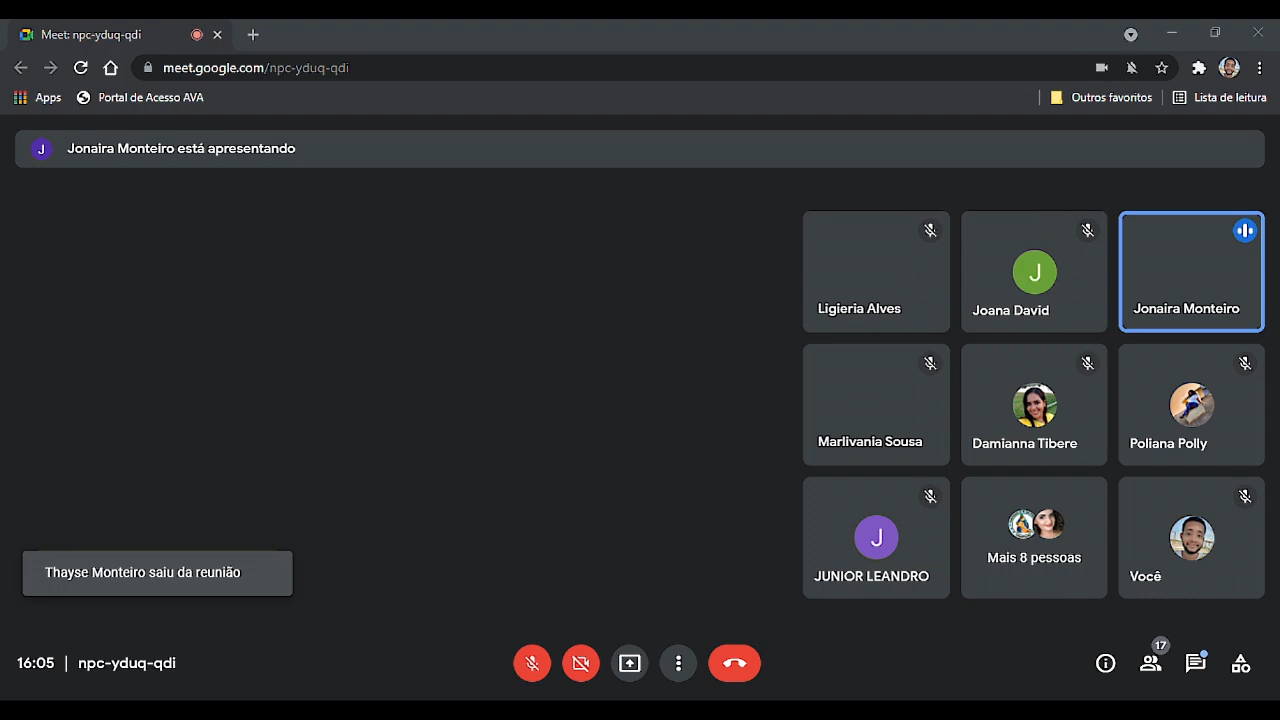 Meet: npc-yduq-qdi
meet.google.com/npc-yduq-qdi
Apps
Portal de Acesso AVA
Outros favoritos
Lista de leitura
J
Jonaira Monteiro está apresentando
Ligieria Alves
J
Joana David
Jonaira Monteiro
Marlivania Sousa
Damianna Tibere
Poliana Polly
J
JUNIOR LEANDRO
Mais 8 pessoas
Você
Thayse Monteiro saiu da reunião
16:05 | npc-yduq-qdi
17